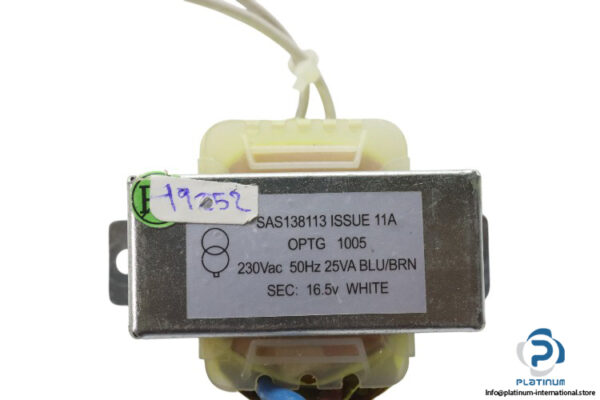 19252
SAS138113 ISSUE 11A
OPTG 1005
230Vac 50Hz 25VA BLU/BRN
SEC: 16.5v WHITE
PLATINUM
Info@platinum-international.store